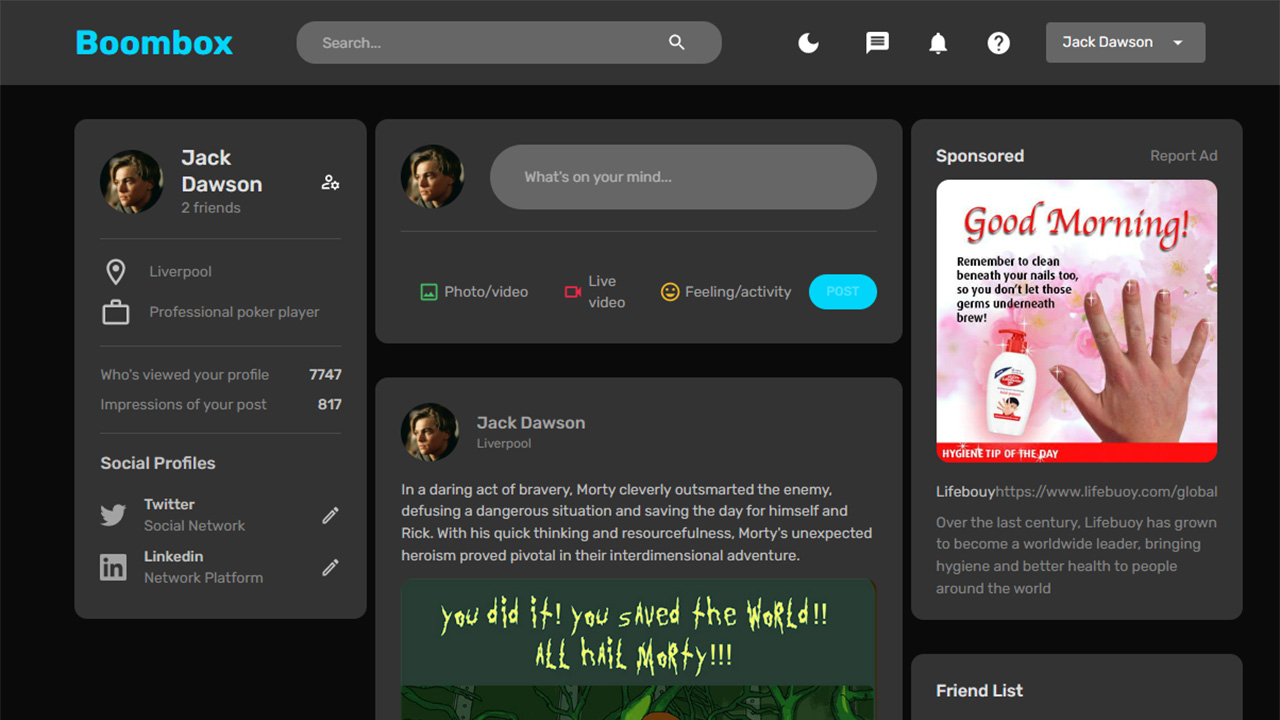 Boombox
Search...
Jack Dawson
Jack
Dawson
2 friends
Liverpool
Professional poker player
Who's viewed your profile 7747
Impressions of your post 817
Social Profiles
Twitter
Social Network
Linkedin
Network Platform
What's on your mind...
Photo/video
Live
video
Feeling/activity
POST
Jack Dawson
Liverpool
In a daring act of bravery, Morty cleverly outsmarted the enemy,
defusing a dangerous situation and saving the day for himself and
Rick. With his quick thinking and resourcefulness, Morty's unexpected
heroism proved pivotal in their interdimensional adventure.
you did it! you saved the World!!
All hail Morty!!!
Sponsored Report Ad
Good Morning!
Remember to clean
beneath your nails too,
so you don't let those
germs underneath
brew!
HYGIENE TIP OF THE DAY
Lifebouyhttps://www.lifebuoy.com/global
Over the last century, Lifebuoy has grown
to become a worldwide leader, bringing
hygiene and better health to people
around the world
Friend List